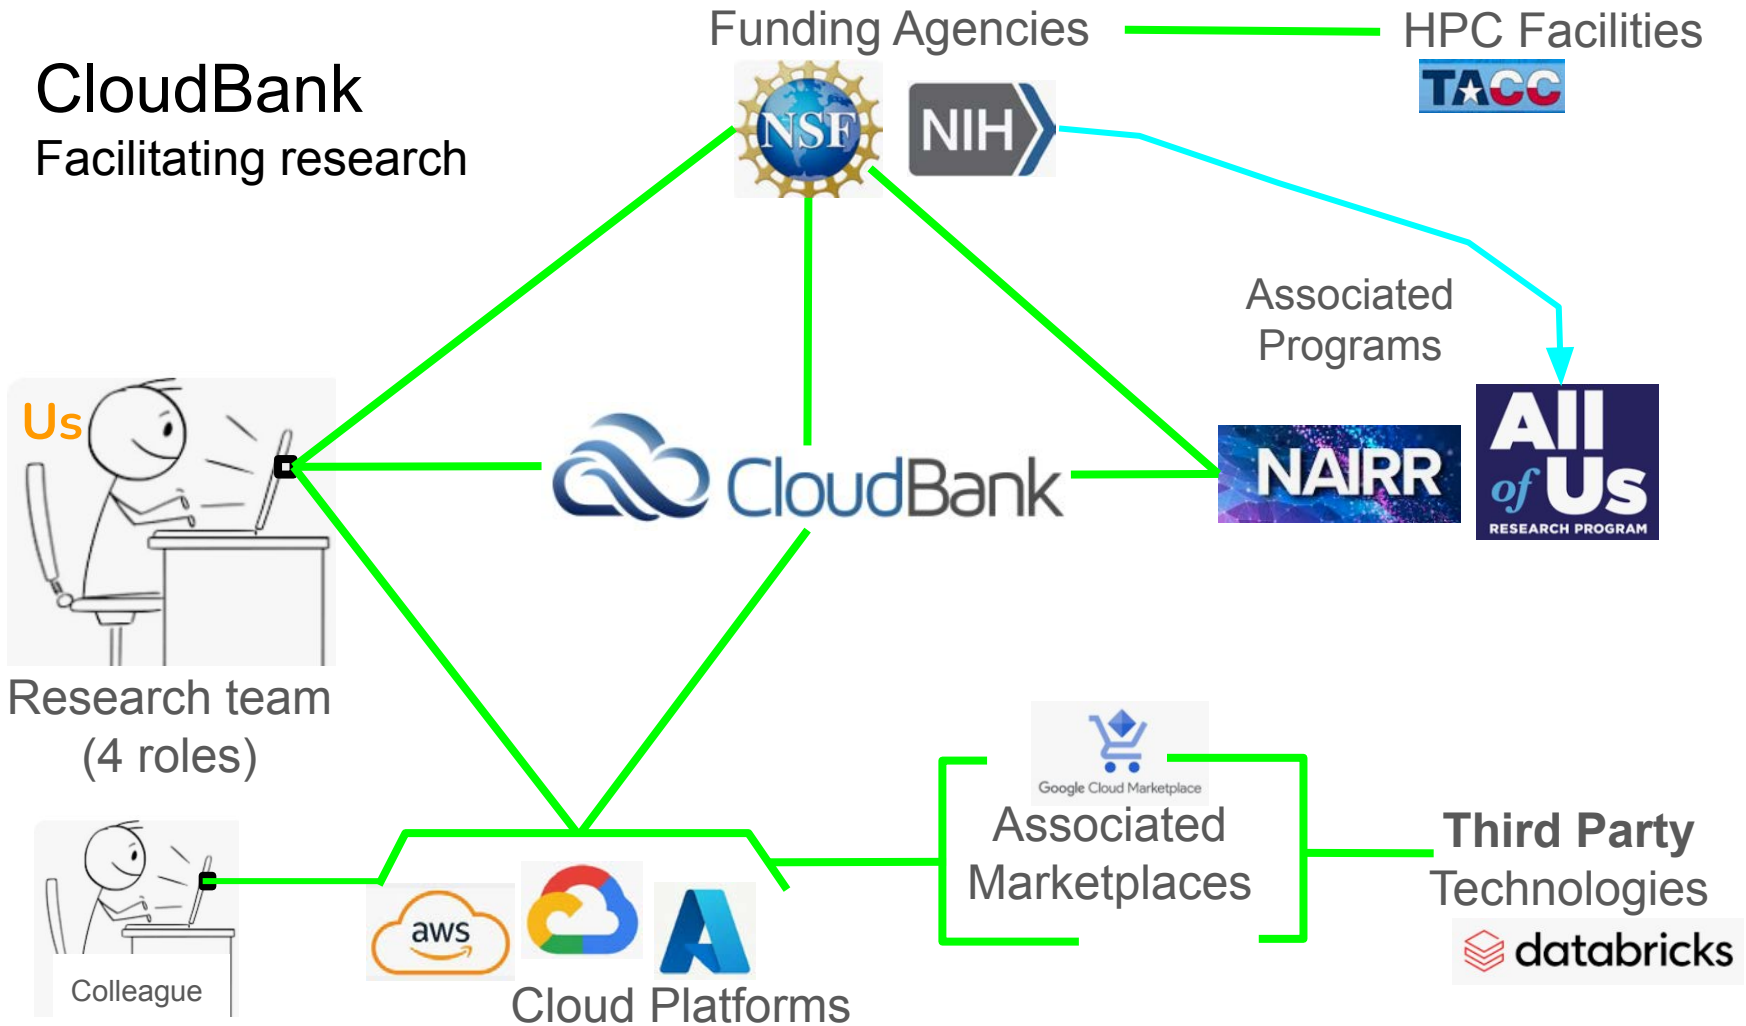 CloudBank
Facilitating research
Funding Agencies
HPC Facilities
NSF
NIH
TACC
Associated
Programs
Us
CloudBank
NAIRR
All
of Us
RESEARCH PROGRAM
Research team
(4 roles)
Google Cloud Marketplace
Associated
Marketplaces
Third Party
Technologies
databricks
Colleague
aws
Cloud Platforms